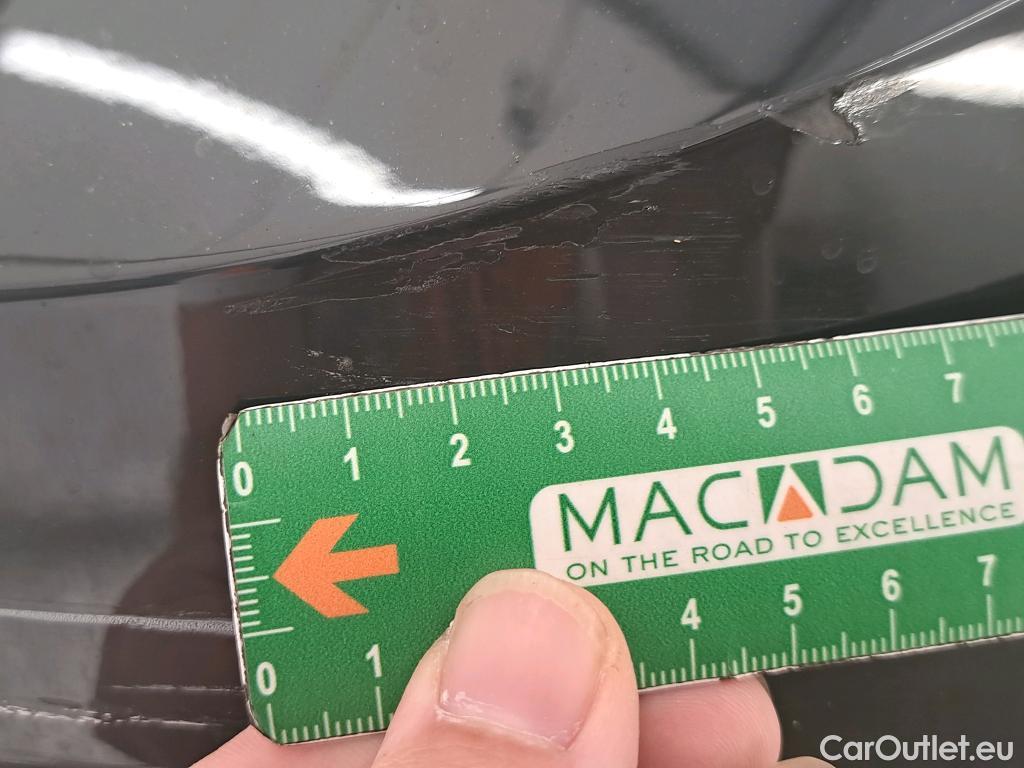 0 1 2 3 4 5 6 7
MACADAM
ON THE ROAD TO EXCELLENCE
0 1 4 5 6 7
CarOutlet.eu